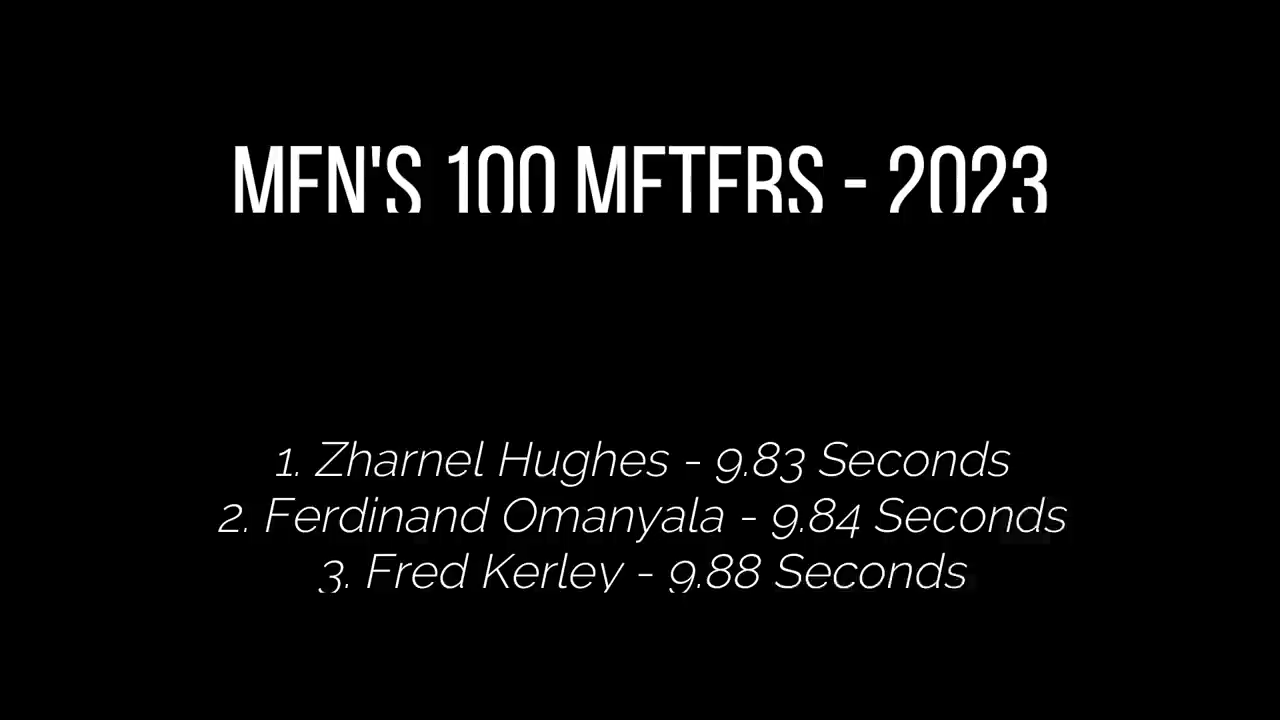 MEN'S 100 METERS - 2023
1. Zharnel Hughes - 9.83 Seconds
2. Ferdinand Omanyala - 9.84 Seconds
3. Fred Kerley - 9.88 Seconds